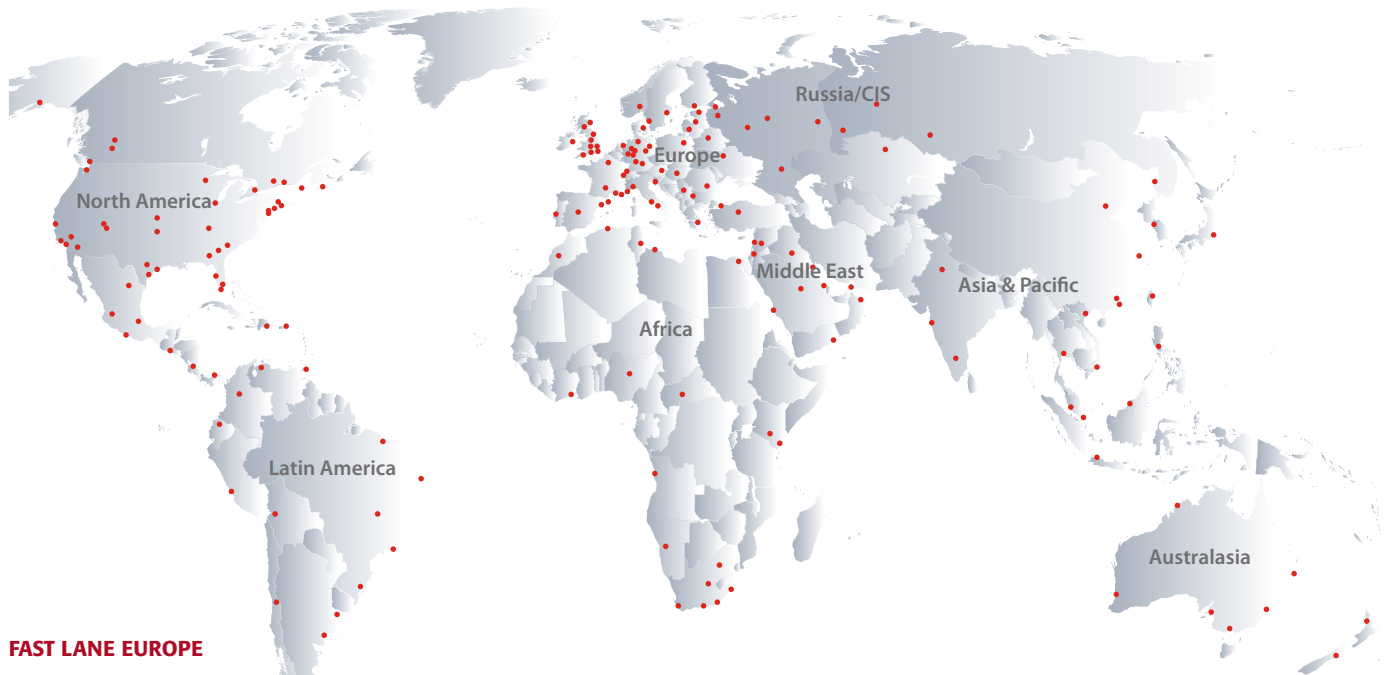 Russia/CIS
Europe
North America
Middle East
Asia & Pacific
Africa
Latin America
Australasia
FAST LANE EUROPE